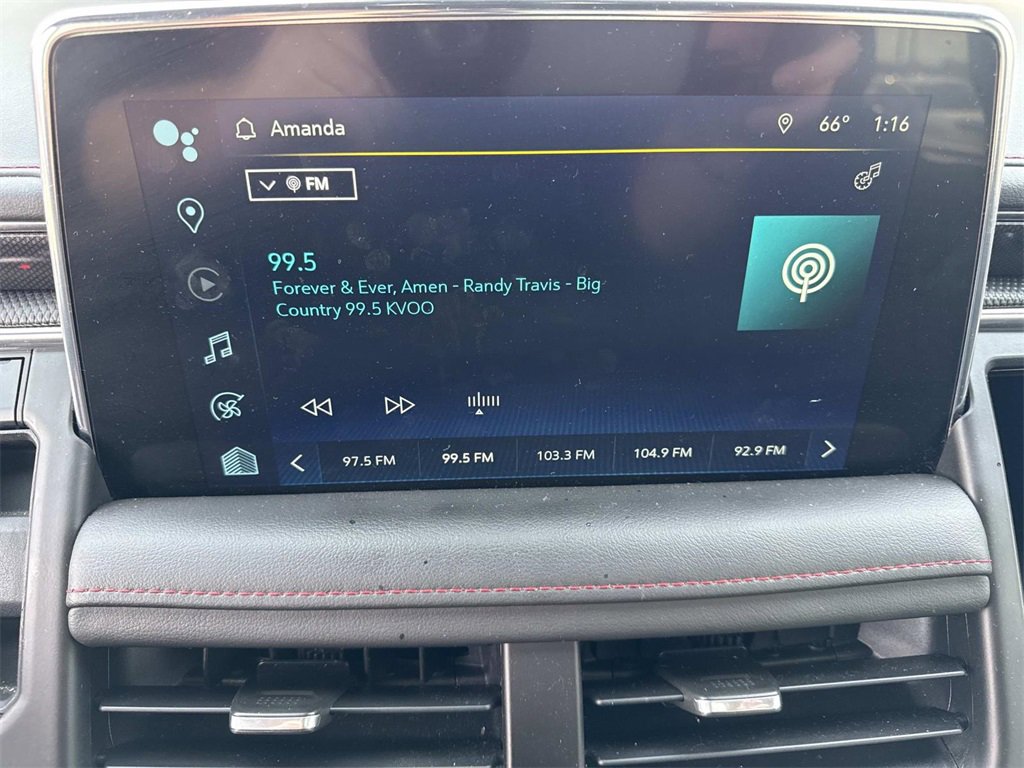 Amanda
66° 1:16
FM
99.5
Forever & Ever, Amen - Randy Travis - Big
Country 99.5 KVOO
97.5 FM 99.5 FM 103.3 FM 104.9 FM 92.9 FM